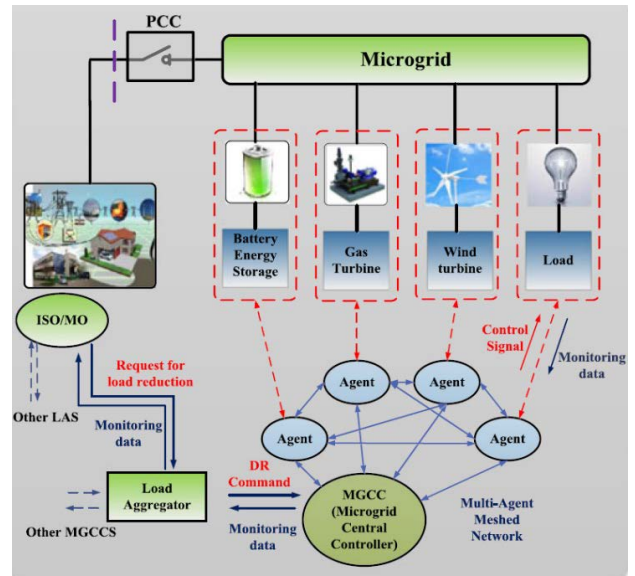 PCC
Microgrid
Battery
Energy
Storage
Gas
Turbine
Wind
turbine
Load
ISO/MO
Request for
load reduction
Control
Signal
Monitoring
data
Other LAS
Monitoring
data
Agent
Agent
Agent
Agent
Load
Aggregator
DR
Command
Monitoring
data
MGCC
(Microgrid
Central
Controller)
Multi-Agent
Meshed
Network
Other MGCCS